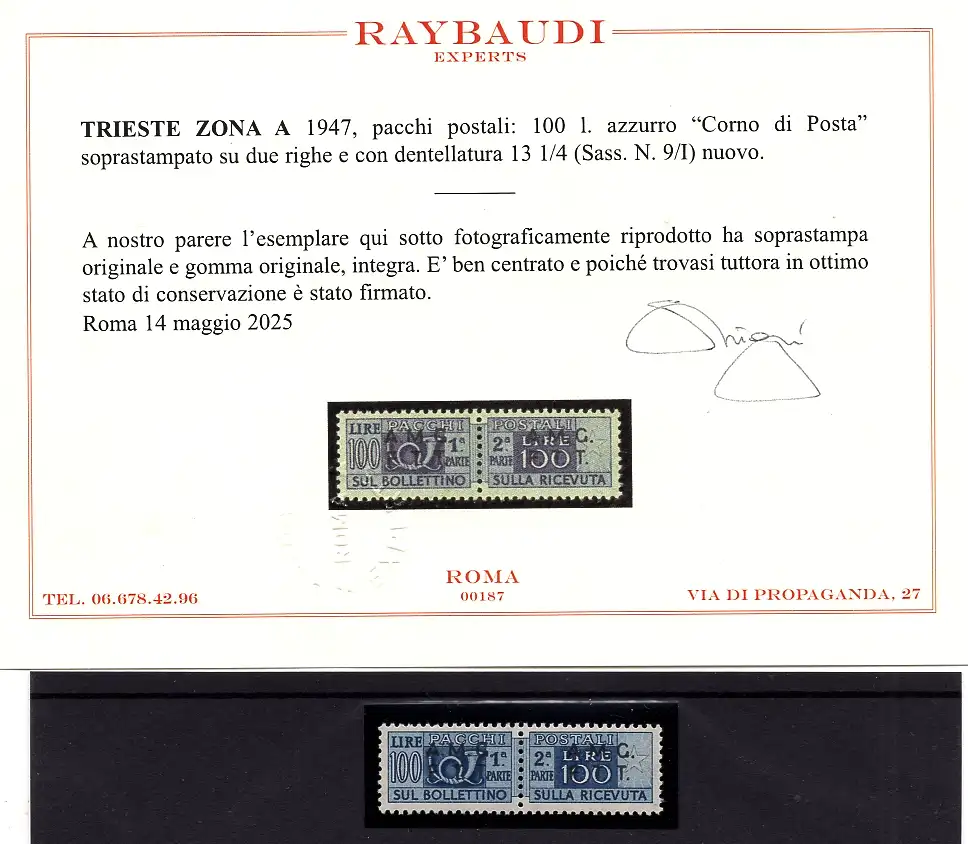 RAYBAUDI
EXPERTS
TRIESTE ZONA A 1947, pacchi postali: 100 l. azzurro “Corno di Posta”
soprastampato su due righe e con dentellatura 13 1/4 (Sass. N. 9/I) nuovo.
A nostro parere l’esemplare qui sotto fotograficamente riprodotto ha soprastampa
originale e gomma originale, integra. E’ ben centrato e poiché trovasi tuttora in ottimo
stato di conservazione è stato firmato.
Roma 14 maggio 2025
LIRE PACCHI POSTALI
A.M.G. A.M.G.
100 1ª PARTE 2ª PARTE LIRE 100
F.T.T. F.T.T.
SUL BOLLETTINO SULLA RICEVUTA
ROMA
00187
TEL. 06.678.42.96
VIA DI PROPAGANDA, 27
LIRE PACCHI POSTALI
A.M.G. A.M.G.
100 1ª PARTE 2ª PARTE LIRE 100
F.T.T. F.T.T.
SUL BOLLETTINO SULLA RICEVUTA